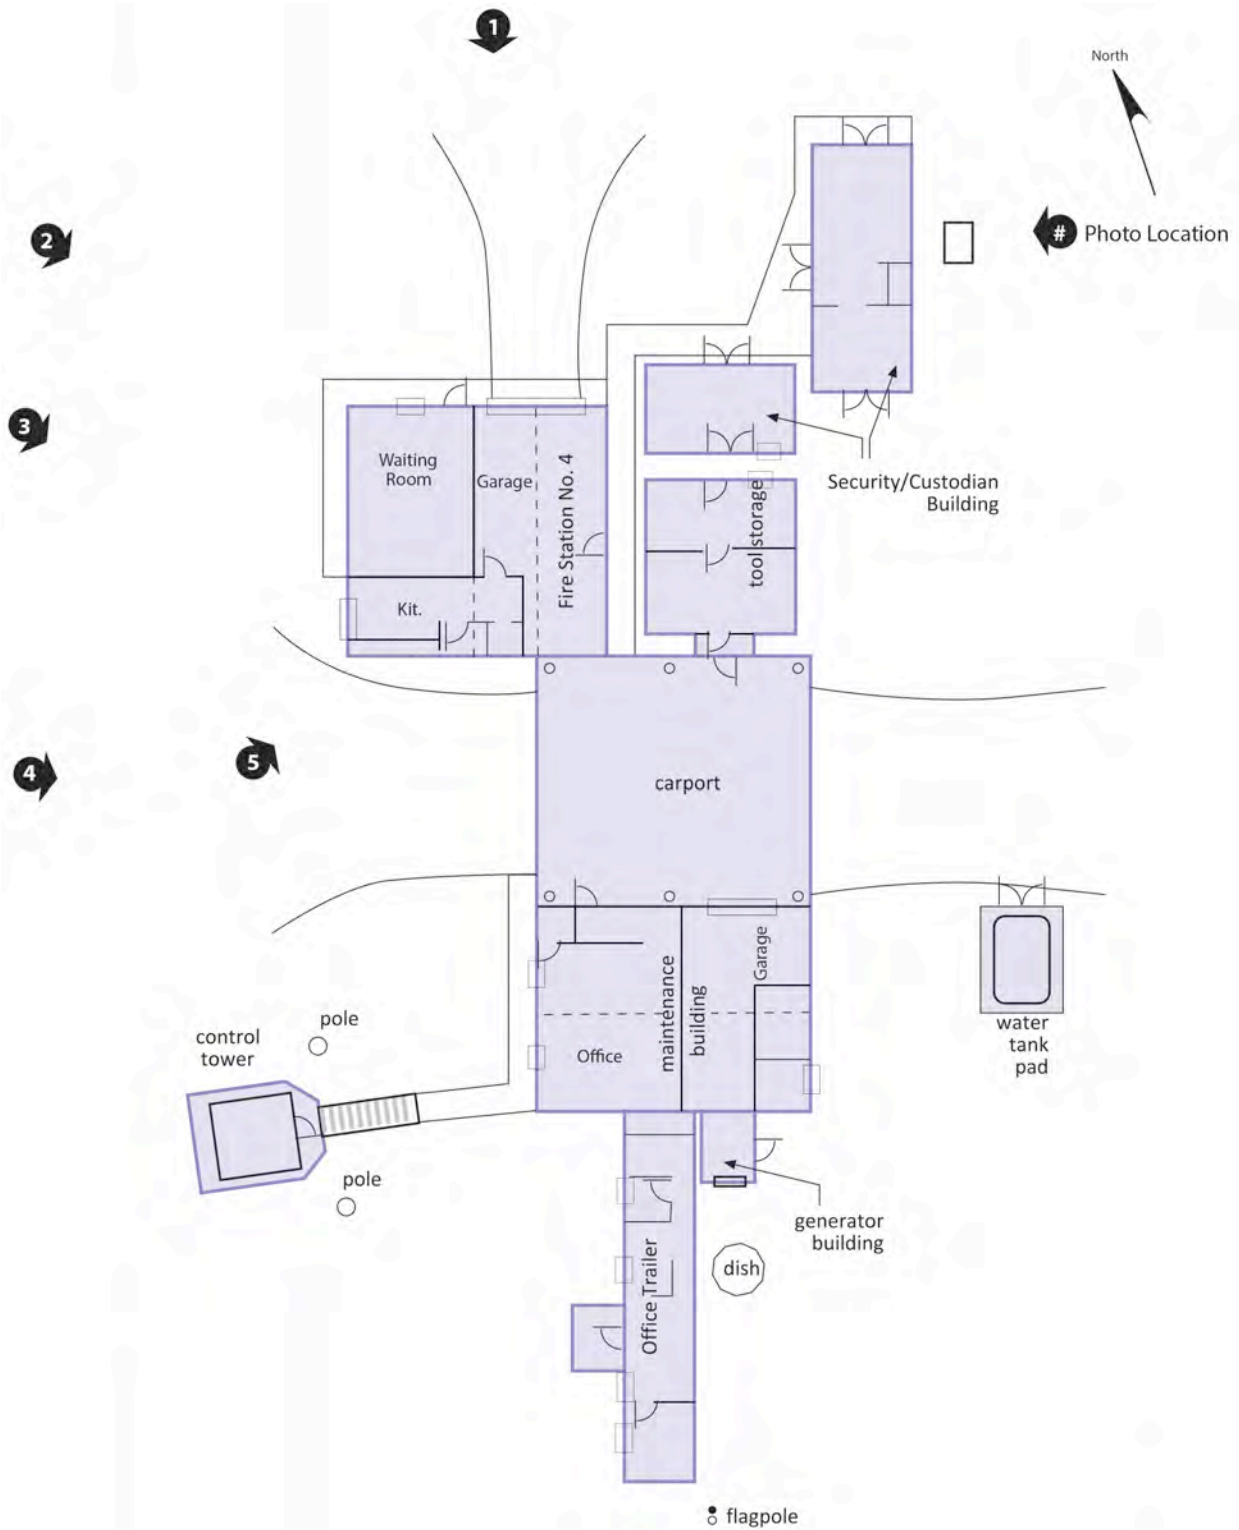 1
North
2
# Photo Location
3
Waiting
Room
Garage
Fire Station No. 4
tool storage
Security/Custodian
Building
Kit.
4
5
carport
Garage
maintenance
building
Office
water
tank
pad
pole
control
tower
pole
generator
building
dish
Office Trailer
flagpole